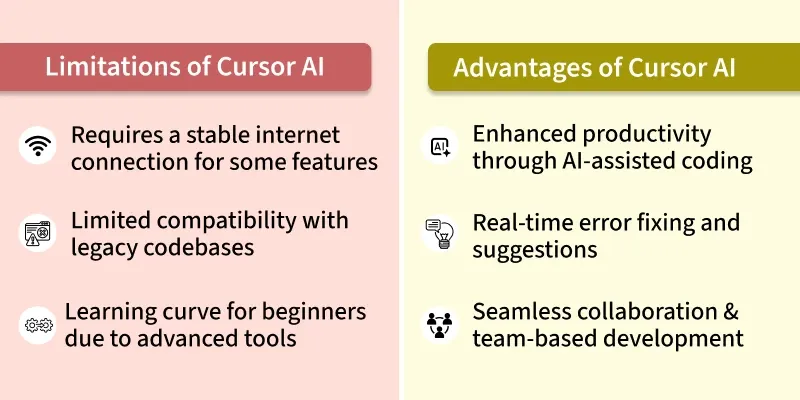 Limitations of Cursor AI
Requires a stable internet
connection for some features
Limited compatibility with
legacy codebases
Learning curve for beginners
due to advanced tools
Advantages of Cursor AI
AI
Enhanced productivity
through AI-assisted coding
Real-time error fixing and
suggestions
Seamless collaboration &
team-based development